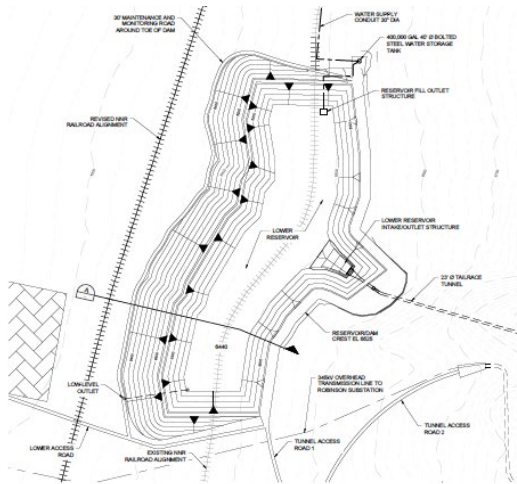 30' MAINTENANCE AND
MONITORING ROAD
AROUND TOE OF DAM
WATER SUPPLY
CONDUIT 30" DIA
400,000 GAL 40' Ø BOLTED
STEEL WATER STORAGE
TANK
RESERVOIR FILL OUTLET
STRUCTURE
REVISED NNR
RAILROAD ALIGNMENT
LOWER
RESERVOIR
LOWER RESERVOIR
INTAKE/OUTLET STRUCTURE
22' Ø TAILRACE
TUNNEL
A
RESERVOIR/DAM
CREST EL 6625
6440
345kV OVERHEAD
TRANSMISSION LINE TO
ROBINSON SUBSTATION
LOW-LEVEL
OUTLET
LOWER ACCESS
ROAD
EXISTING NNR
RAILROAD ALIGNMENT
TUNNEL ACCESS
ROAD 1
TUNNEL ACCESS
ROAD 2